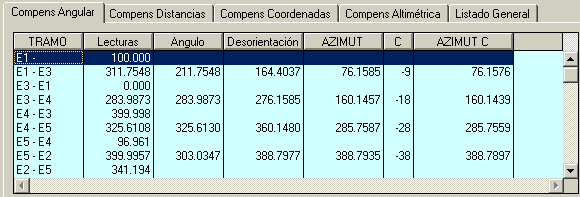 Compens Angular Compens Distancias Compens Coordenadas Compens Altimétrica Listado General
TRAMO Lecturas Angulo Desorientación AZIMUT C AZIMUT C
E1 - 100.000
E1 - E3 311.7548 211.7548 164.4037 76.1585 -9 76.1576
E3 - E1 0.000
E3 - E4 283.9873 283.9873 276.1585 160.1457 -18 160.1439
E4 - E3 399.998
E4 - E5 325.6108 325.6130 360.1480 285.7587 -28 285.7559
E5 - E4 96.961
E5 - E2 399.9957 303.0347 388.7977 388.7935 -38 388.7897
E2 - E5 341.194